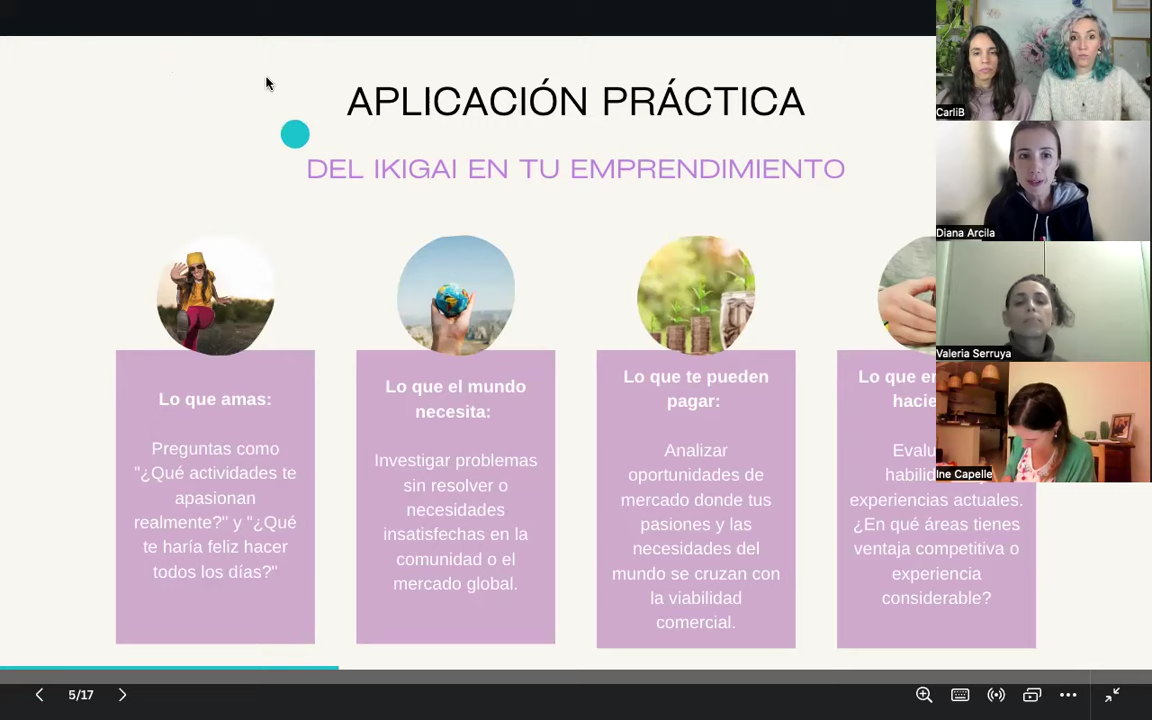 APLICACIÓN PRÁCTICA
DEL IKIGAI EN TU EMPRENDIMIENTO
Lo que amas:
Preguntas como
"¿Qué actividades te
apasionan
realmente?" y "¿Qué
te haría feliz hacer
todos los días?"
Lo que el mundo
necesita:
Investigar problemas
sin resolver o
necesidades
insatisfechas en la
comunidad o el
mercado global.
Lo que te pueden
pagar:
Analizar
oportunidades de
mercado donde tus
pasiones y las
necesidades del
mundo se cruzan con
la viabilidad
comercial.
Lo que
experiencias actuales.
¿En qué áreas tienes
ventaja competitiva o
experiencia
considerable?
CarliB
Diana Arcila
Valeria Serruya
Ine Capelle
5/17